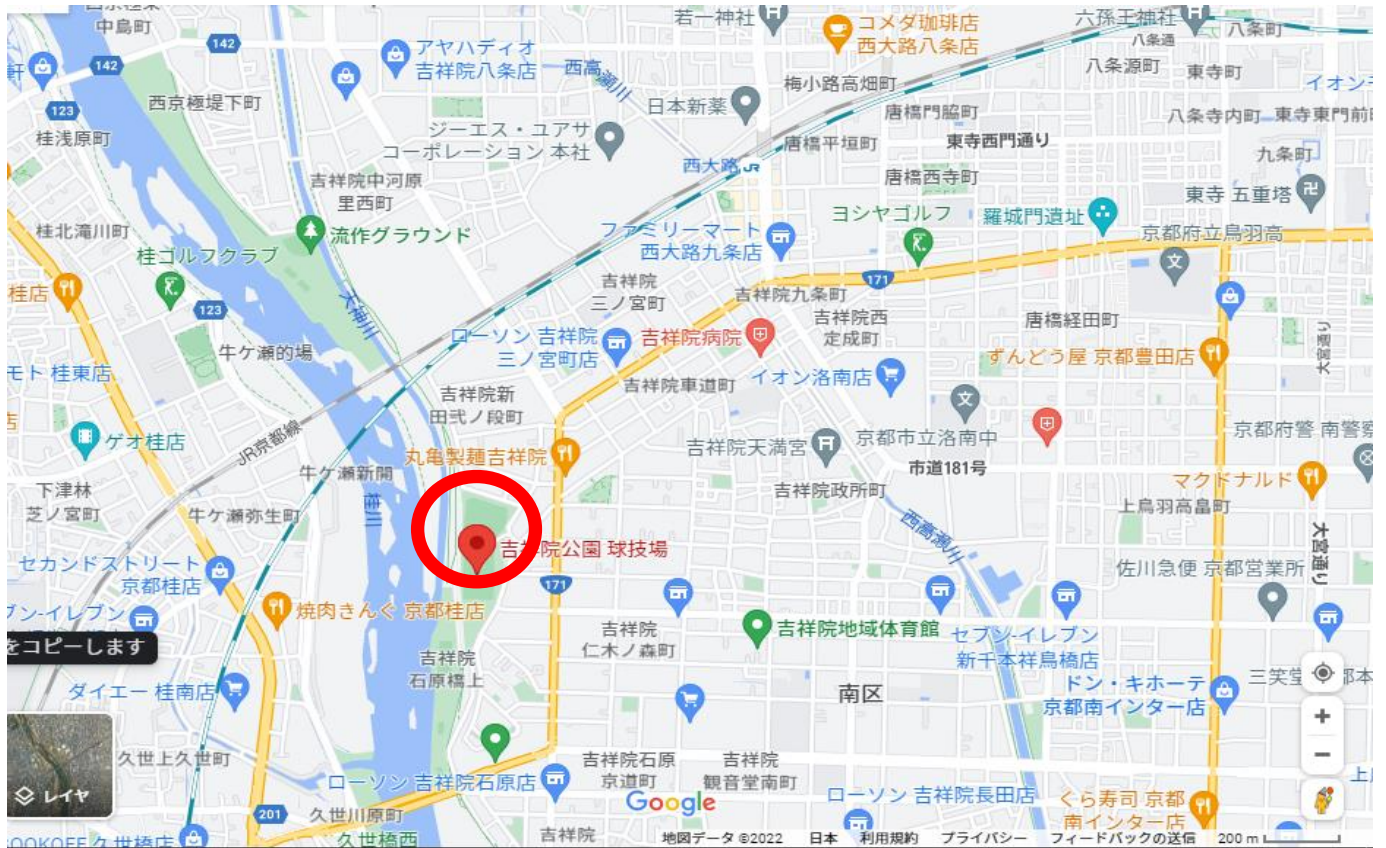 中島町
142
アヤハディオ
吉祥院八条店
若一神社
コメダ珈琲店
西大路八条店
六孫王神社
八条町
八条通
軒
142
西高瀬川
梅小路高畑町
八条源町
東寺町
123
西京極堤下町
日本新薬
唐橋門脇町
八条寺内町
東寺東門前
桂浅原町
ジーエス・ユアサ
コーポレーション 本社
唐橋平垣町
東寺西門通り
九条町
西大路
JR
吉祥院中河原
里西町
唐橋西寺町
東寺 五重塔
桂北滝川町
流作グラウンド
ファミリーマート
西大路九条店
ヨシヤゴルフ
羅城門遺址
京都府立鳥羽高
桂ゴルフクラブ
桂店
吉祥院
三ノ宮町
吉祥院九条町
171
123
天神川
吉祥院西
定成町
唐橋経田町
大宮通り
牛ケ瀬的場
ローソン 吉祥院
三ノ宮町店
吉祥院病院
ずんどう屋 京都豊田店
モト 桂東店
吉祥院車道町
イオン洛南店
吉祥院新
田弐ノ段町
ゲオ桂店
JR京都線
丸亀製麺吉祥院
吉祥院天満宮
京都市立洛南中
京都府警 南警察
牛ケ瀬新開
市道181号
下津林
芝ノ宮町
吉祥院政所町
マクドナルド
上鳥羽高畠町
牛ケ瀬弥生町
桂川
西高瀬川
大宮通り
吉祥院公園 球技場
セカンドストリート
京都桂店
171
佐川急便 京都営業所
ブン-イレブン
焼肉きんぐ 京都桂店
吉祥院
仁木ノ森町
吉祥院地域体育館
セブン-イレブン
新千本祥鳥橋店
をコピーします
吉祥院
石原橋上
ダイエー 桂南店
南区
ドン・キホーテ
京都南インター店
三笑堂
久世上久世町
吉祥院石原
京道町
吉祥院
観音堂南町
レイヤ
ローソン 吉祥院石原店
Google
ローソン 吉祥院長田店
くら寿司 京都
南インター店
201
久世川原町
久世橋西
吉祥院
地図データ ©2022
日本
利用規約
プライバシー
フィードバックの送信
200 m